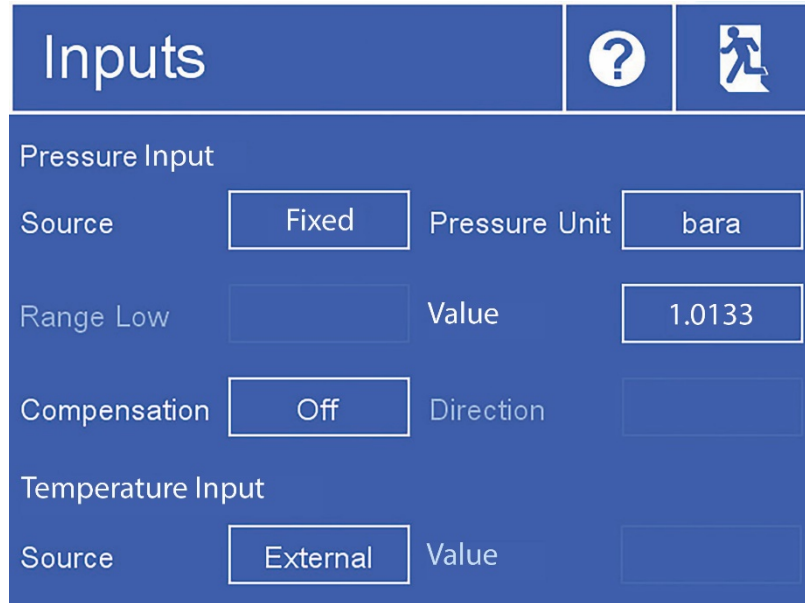 Inputs ?
Pressure Input
Source Fixed Pressure Unit bara
Range Low Value 1.0133
Compensation Off Direction
Temperature Input
Source External Value